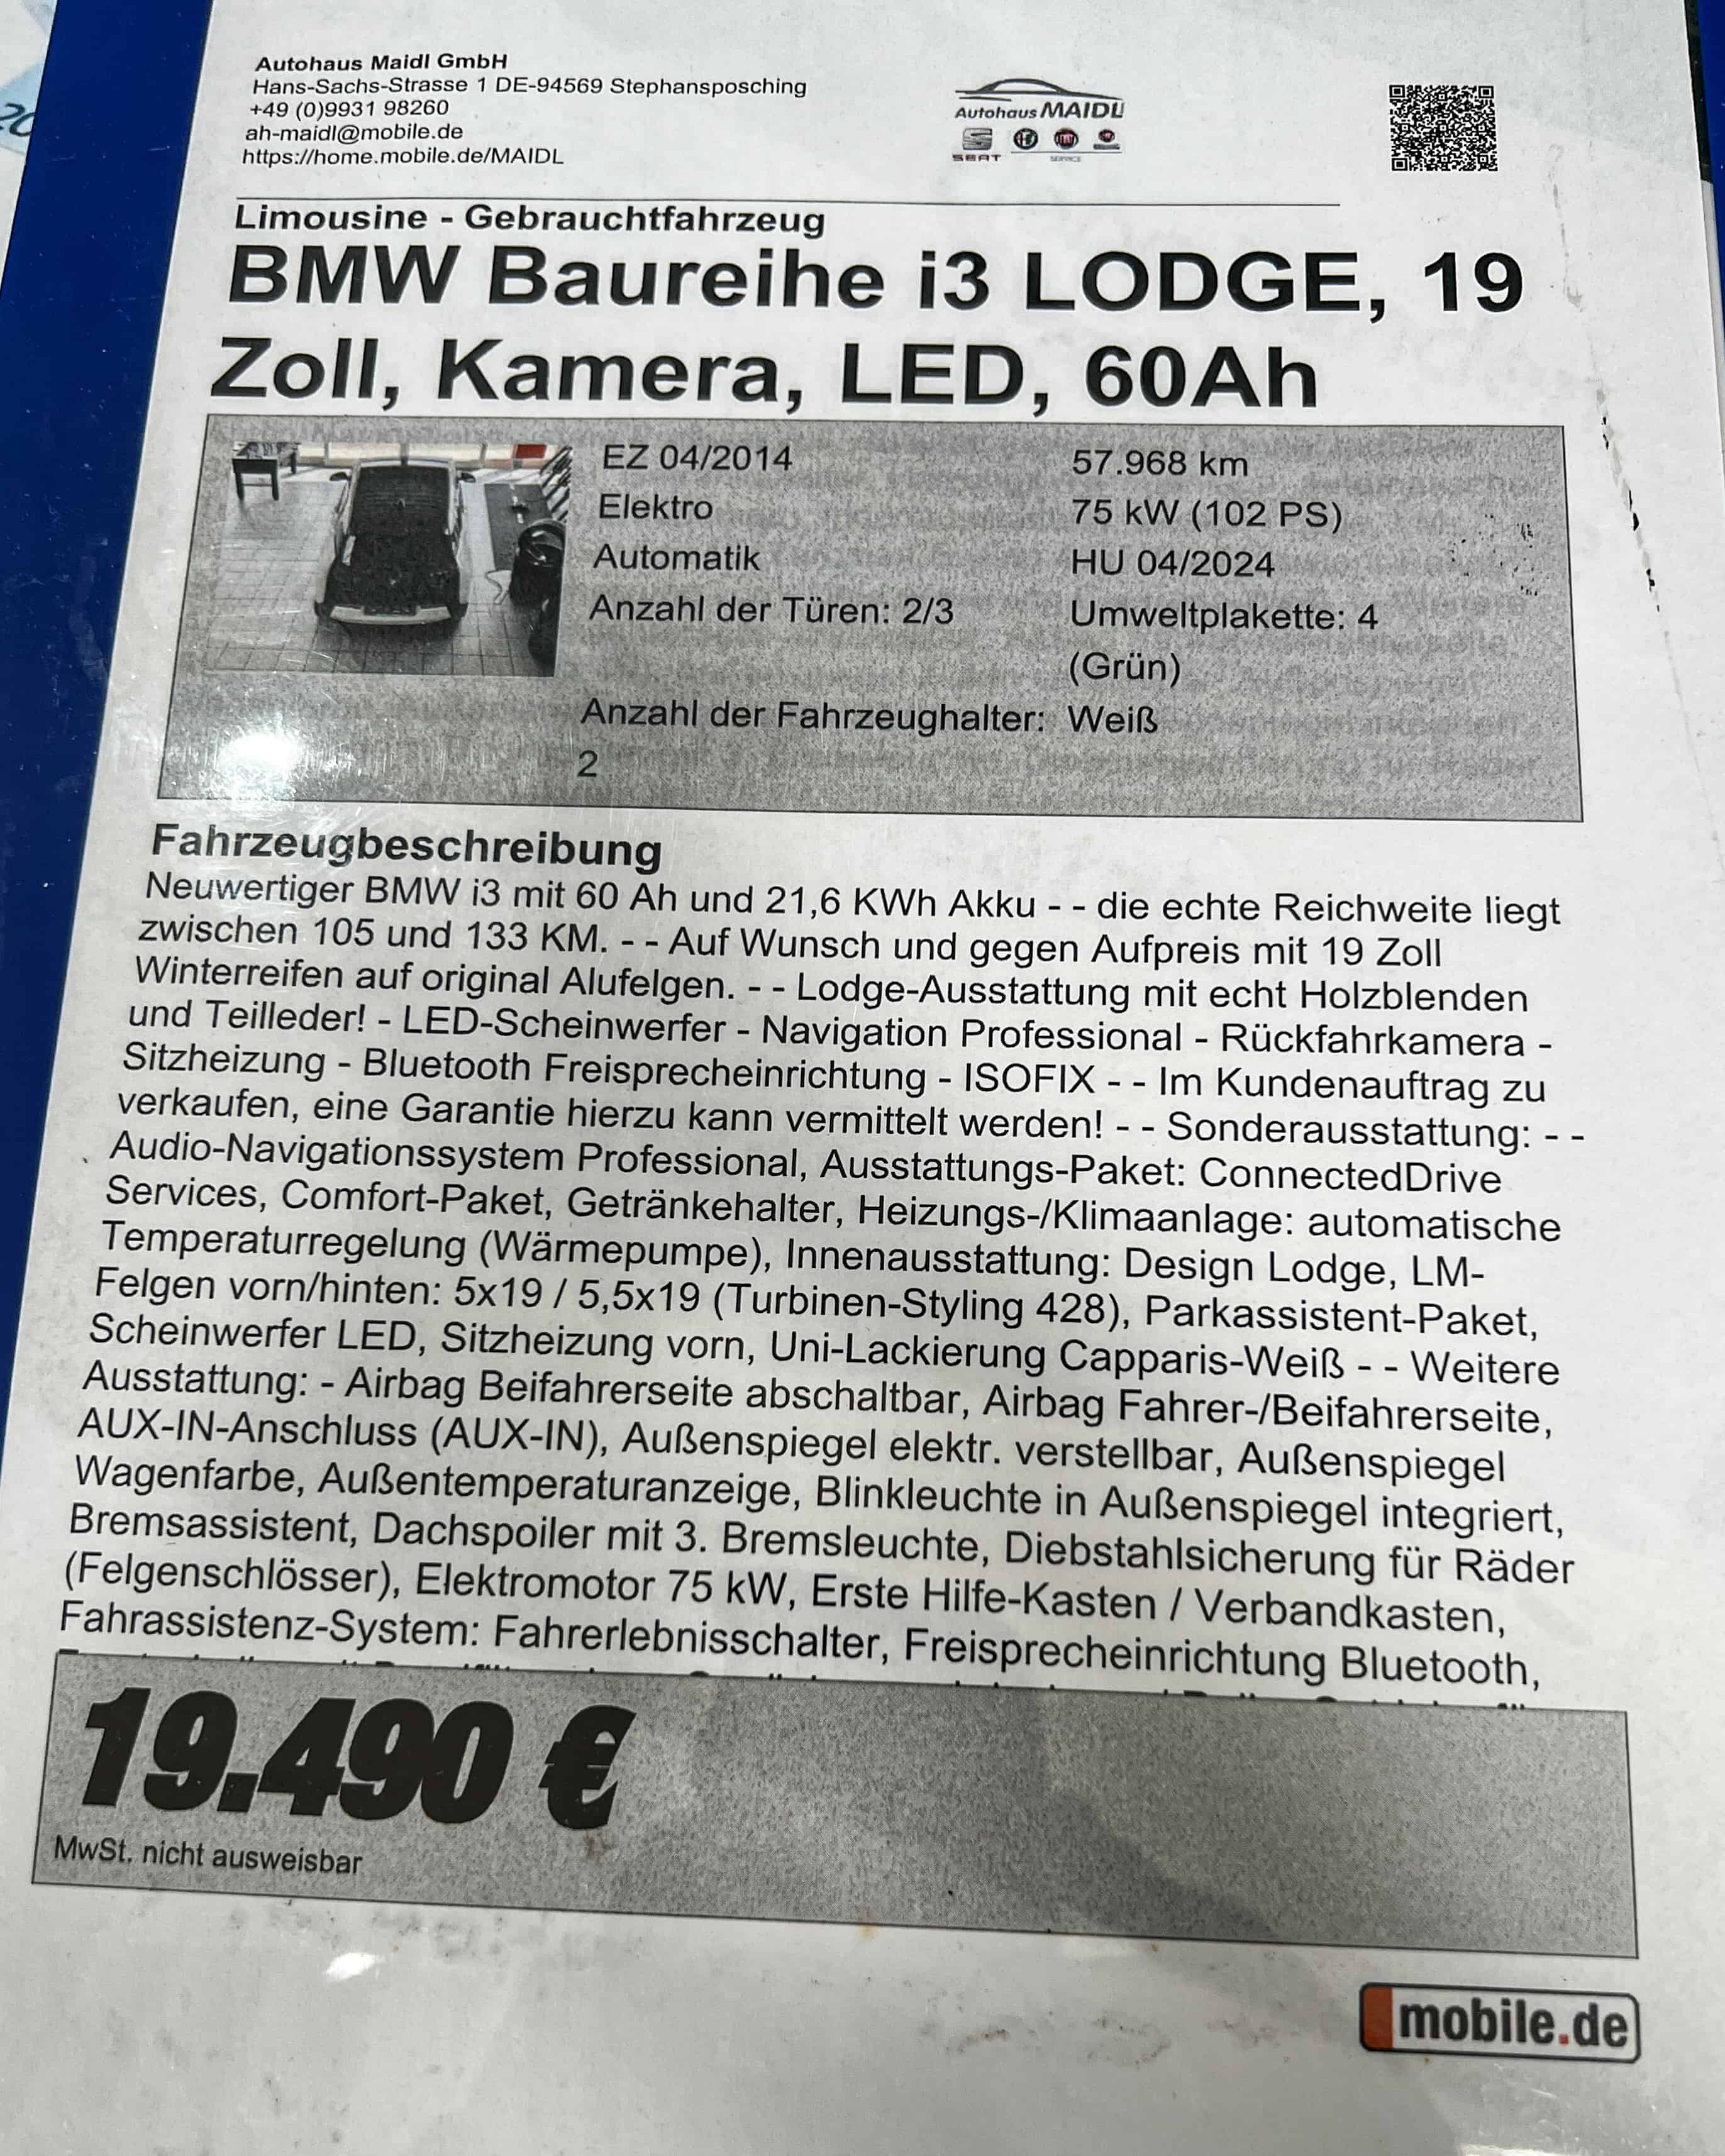 Autohaus Maidl GmbH
Hans-Sachs-Strasse 1 DE-94569 Stephansposching
+49 (0)9931 98260
ah-maidl@mobile.de
https://home.mobile.de/MAIDL
Autohaus MAIDL
SEAT
SERVICE
Limousine - Gebrauchtfahrzeug
BMW Baureihe i3 LODGE, 19
Zoll, Kamera, LED, 60Ah
EZ 04/2014 57.968 km
Elektro 75 kW (102 PS)
Automatik HU 04/2024
Anzahl der Türen: 2/3 Umweltplakette: 4
(Grün)
Anzahl der Fahrzeughalter: Weiß
2
Fahrzeugbeschreibung
Neuwertiger BMW i3 mit 60 Ah und 21,6 KWh Akku - - die echte Reichweite liegt
zwischen 105 und 133 KM. - - Auf Wunsch und gegen Aufpreis mit 19 Zoll
Winterreifen auf original Alufelgen. - - Lodge-Ausstattung mit echt Holzblenden
und Teilleder! - LED-Scheinwerfer - Navigation Professional - Rückfahrkamera -
Sitzheizung - Bluetooth Freisprecheinrichtung - ISOFIX - - Im Kundenauftrag zu
verkaufen, eine Garantie hierzu kann vermittelt werden! - - Sonderausstattung: - -
Audio-Navigationssystem Professional, Ausstattungs-Paket: ConnectedDrive
Services, Comfort-Paket, Getränkehalter, Heizungs-/Klimaanlage: automatische
Temperaturregelung (Wärmepumpe), Innenausstattung: Design Lodge, LM-
Felgen vorn/hinten: 5x19 / 5,5x19 (Turbinen-Styling 428), Parkassistent-Paket,
Scheinwerfer LED, Sitzheizung vorn, Uni-Lackierung Capparis-Weiß - - Weitere
Ausstattung: - Airbag Beifahrerseite abschaltbar, Airbag Fahrer-/Beifahrerseite,
AUX-IN-Anschluss (AUX-IN), Außenspiegel elektr. verstellbar, Außenspiegel
Wagenfarbe, Außentemperaturanzeige, Blinkleuchte in Außenspiegel integriert,
Bremsassistent, Dachspoiler mit 3. Bremsleuchte, Diebstahlsicherung für Räder
(Felgenschlösser), Elektromotor 75 kW, Erste Hilfe-Kasten / Verbandkasten,
Fahrassistenz-System: Fahrerlebnisschalter, Freisprecheinrichtung Bluetooth,
19.490 €
MwSt. nicht ausweisbar
mobile.de